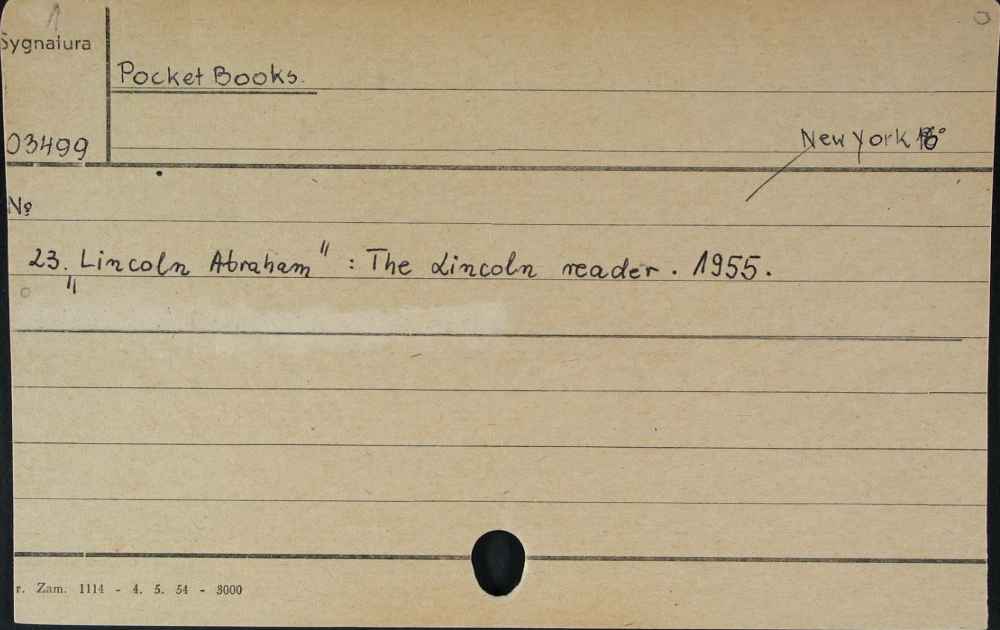 Sygnatura
Pocket Books.
03499
New York
Nº
23. „Lincoln Abraham" : The Lincoln reader. 1955.
r. Zam. 1114 - 4. 5. 54 - 3000